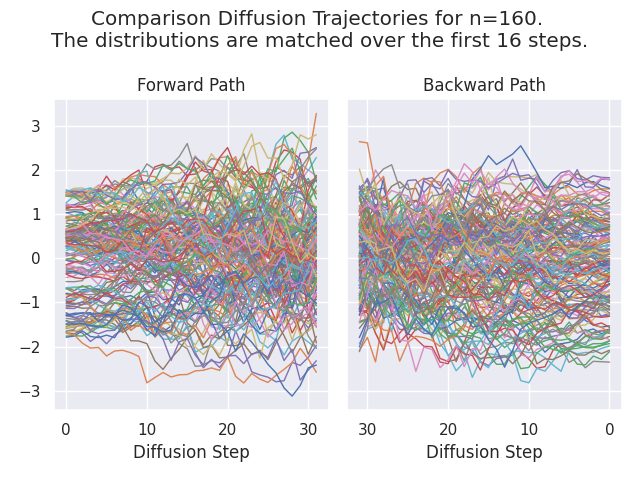 Comparison Diffusion Trajectories for n=160.
The distributions are matched over the first 16 steps.
Forward Path
Backward Path
3
2
1
0
−1
−2
−3
0 10 20 30
30 20 10 0
Diffusion Step
Diffusion Step